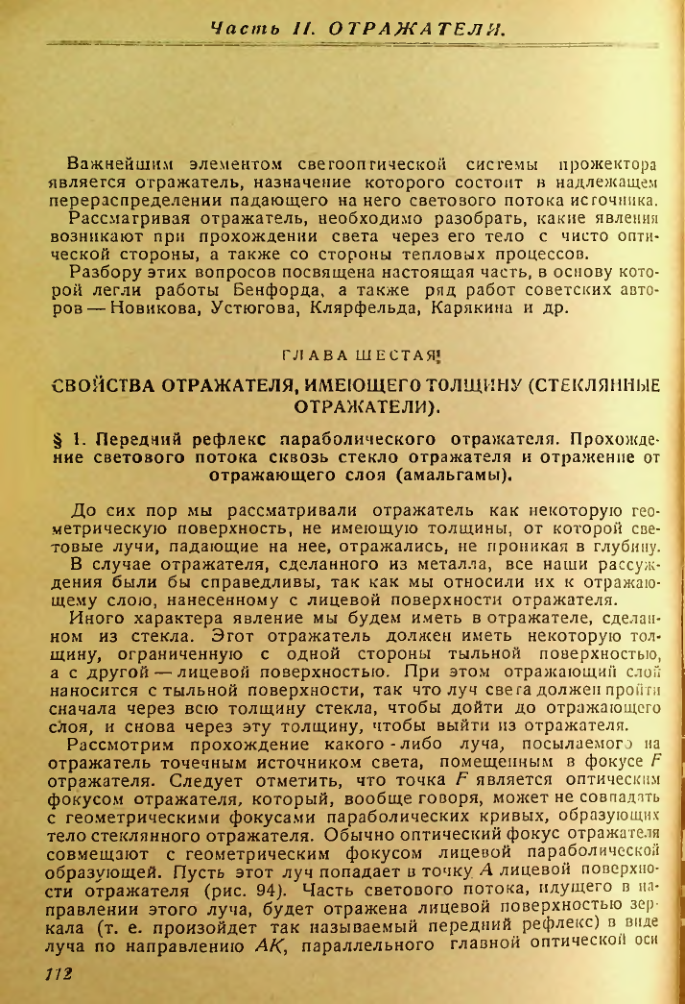 Часть II. ОТРАЖАТЕЛИ.
Важнейшим элементом светооптической системы прожектора
является отражатель, назначение которого состоит в надлежащем
перераспределении падающего на него светового потока источника.
Рассматривая отражатель, необходимо разобрать, какие явления
возникают при прохождении света через его тело с чисто опти-
ческой стороны, а также со стороны тепловых процессов.
Разбору этих вопросов посвящена настоящая часть, в основу кото-
рой легли работы Бенфорда, а также ряд работ советских авто-
ров — Новикова, Устюгова, Клярфельда, Карякина и др.
ГЛАВА ШЕСТАЯ
СВОЙСТВА ОТРАЖАТЕЛЯ, ИМЕЮЩЕГО ТОЛЩИНУ (СТЕКЛЯННЫЕ
ОТРАЖАТЕЛИ).
§ 1. Передний рефлекс параболического отражателя. Прохожде-
ние светового потока сквозь стекло отражателя и отражение от
отражающего слоя (амальгамы).
До сих пор мы рассматривали отражатель как некоторую гео-
метрическую поверхность, не имеющую толщины, от которой све-
товые лучи, падающие на нее, отражались, не проникая в глубину.
В случае отражателя, сделанного из металла, все наши рассуж-
дения были бы справедливы, так как мы относили их к отражаю-
щему слою, нанесенному с лицевой поверхности отражателя.
Иного характера явление мы будем иметь в отражателе, сделан-
ном из стекла. Этот отражатель должен иметь некоторую тол-
щину, ограниченную с одной стороны тыльной поверхностью,
а с другой — лицевой поверхностью. При этом отражающий слой
наносится с тыльной поверхности, так что луч света должен пройти
сначала через всю толщину стекла, чтобы дойти до отражающего
слоя, и снова через эту толщину, чтобы выйти из отражателя.
Рассмотрим прохождение какого-либо луча, посылаемого на
отражатель точечным источником света, помещенным в фокусе F
отражателя. Следует отметить, что точка F является оптическим
фокусом отражателя, который, вообще говоря, может не совпадать
с геометрическими фокусами параболических кривых, образующих
тело стеклянного отражателя. Обычно оптический фокус отражателя
совмещают с геометрическим фокусом лицевой параболической
образующей. Пусть этот луч попадает в точку A лицевой поверхно-
сти отражателя (рис. 94). Часть светового потока, идущего в на-
правлении этого луча, будет отражена лицевой поверхностью зер-
кала (т. е. произойдет так называемый передний рефлекс) в виде
луча по направлению AK, параллельного главной оптической оси
112